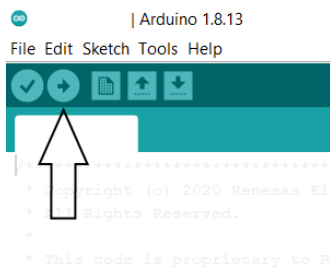 | Arduino 1.8.13
File Edit Sketch Tools Help
/* * * * * * * * * * * * * * * * * * * * * * * * * * *
* Copyright (c) 2020 Renesas El
* All Rights Reserved.
*
* This code is proprietary to R